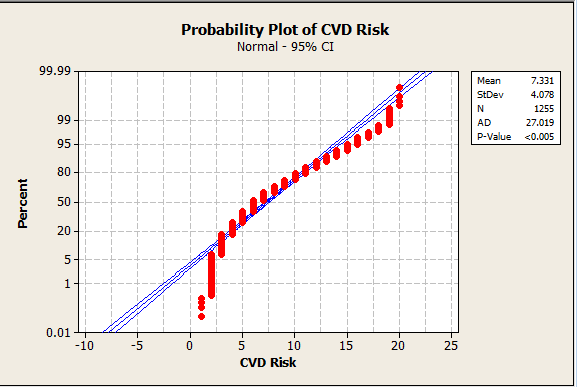 Probability Plot of CVD Risk
Normal - 95% CI
99.99
99
95
80
50
20
5
1
0.01
Percent
-10 -5 0 5 10 15 20 25
CVD Risk
Mean 7.331
StDev 4.078
N 1255
AD 27.019
P-Value <0.005